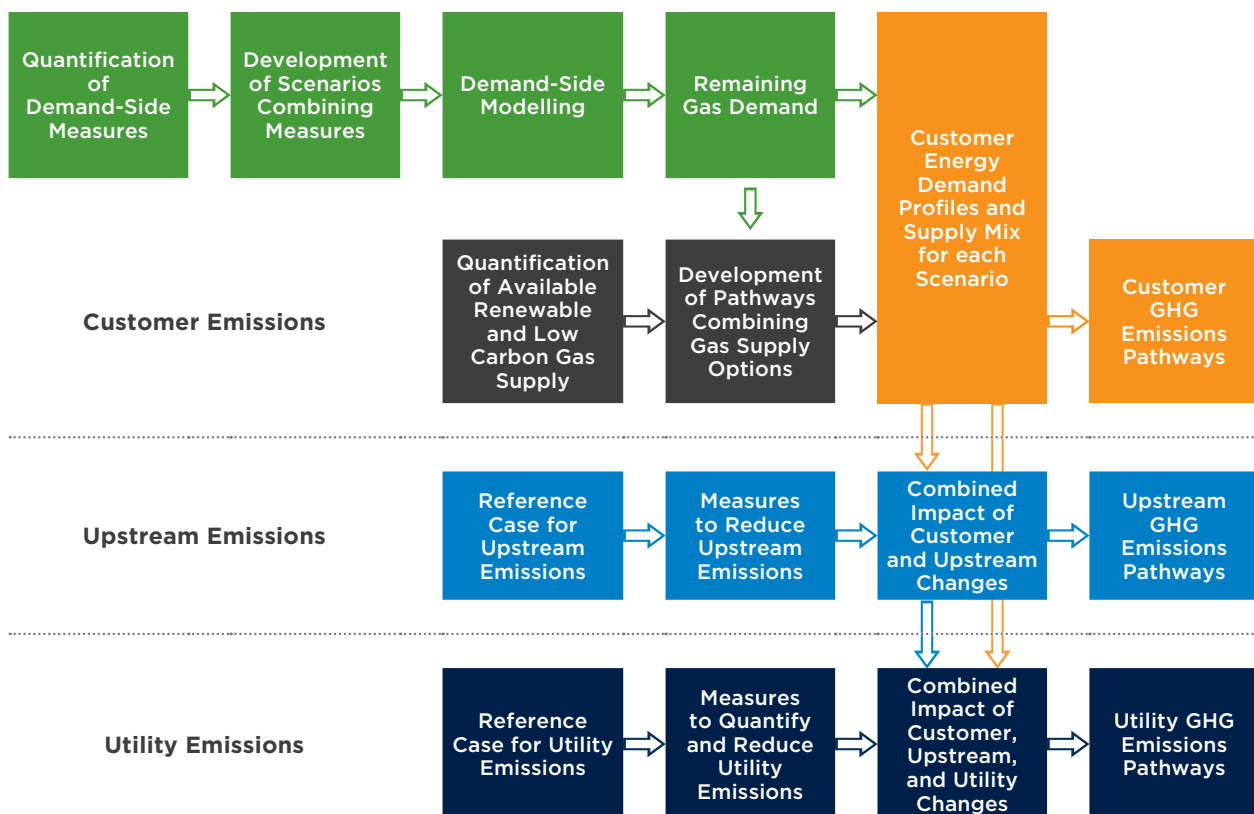 Quantification
of
Demand-Side
Measures
Development
of Scenarios
Combining
Measures
Demand-Side
Modelling
Remaining
Gas Demand
Customer
Energy
Demand
Profiles and
Supply Mix
for each
Scenario
Customer Emissions
Quantification
of Available
Renewable
and Low
Carbon Gas
Supply
Development
of Pathways
Combining
Gas Supply
Options
Customer
GHG
Emissions
Pathways
Upstream Emissions
Reference
Case for
Upstream
Emissions
Measures
to Reduce
Upstream
Emissions
Combined
Impact of
Customer
and Upstream
Changes
Upstream
GHG
Emissions
Pathways
Utility Emissions
Reference
Case for Utility
Emissions
Measures
to Quantify
and Reduce
Utility
Emissions
Combined
Impact of
Customer,
Upstream,
and Utility
Changes
Utility GHG
Emissions
Pathways